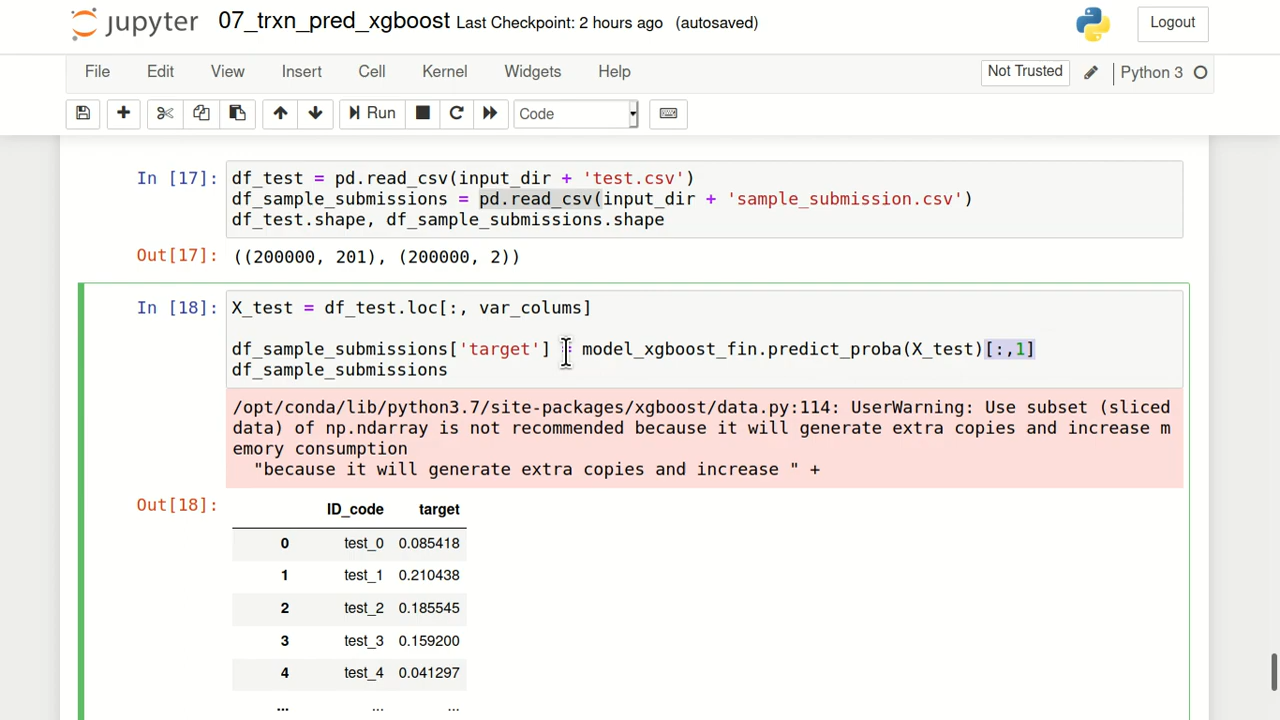 jupyter 07_trxn_pred_xgboost Last Checkpoint: 2 hours ago (autosaved) Logout
File Edit View Insert Cell Kernel Widgets Help Not Trusted Python 3
Run Code
In [17]: df_test = pd.read_csv(input_dir + 'test.csv')
df_sample_submissions = pd.read_csv(input_dir + 'sample_submission.csv')
df_test.shape, df_sample_submissions.shape
Out[17]: ((200000, 201), (200000, 2))
In [18]: X_test = df_test.loc[:, var_colums]
df_sample_submissions['target'] = model_xgboost_fin.predict_proba(X_test)[:,1]
df_sample_submissions
/opt/conda/lib/python3.7/site-packages/xgboost/data.py:114: UserWarning: Use subset (sliced
data) of np.ndarray is not recommended because it will generate extra copies and increase m
emory consumption
"because it will generate extra copies and increase " +
Out[18]:
ID_code target
0 test_0 0.085418
1 test_1 0.210438
2 test_2 0.185545
3 test_3 0.159200
4 test_4 0.041297
... ... ...